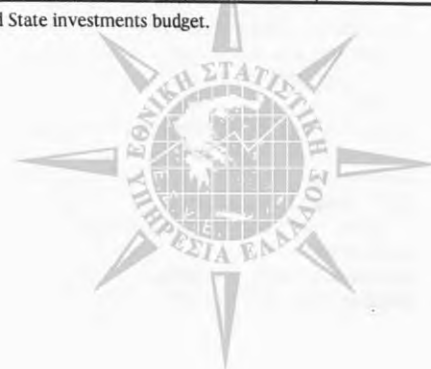 State investments budget.
ΕΘΝΙΚΗ ΣΤΑΤΙΣΤΙΚΗ
ΥΠΗΡΕΣΙΑ ΕΛΛΑΔΟΣ
Ε.Σ.Υ.Ε.